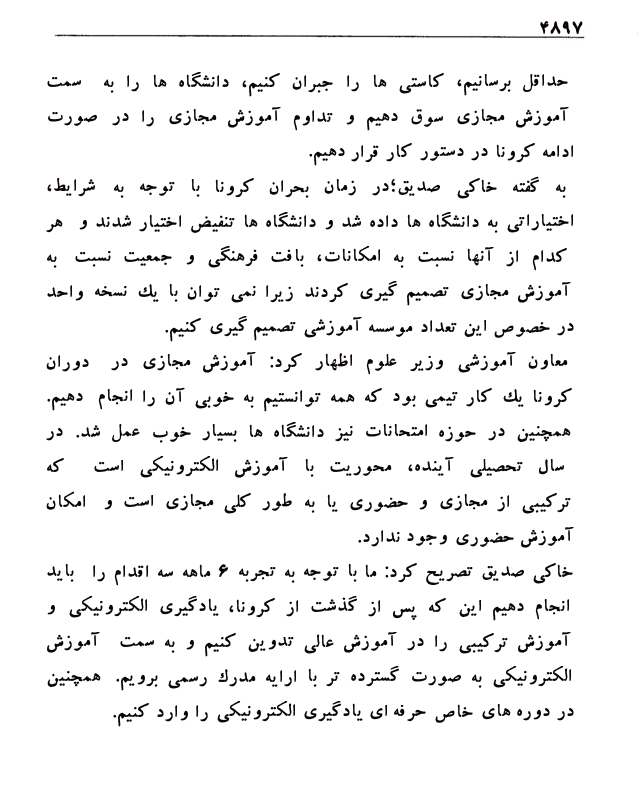 ۴۸۹۷
حداقل برسانیم، کاستی ها را جبران کنیم، دانشگاه ها را به سمت
آموزش مجازی سوق دهیم و تداوم آموزش مجازی را در صورت
ادامه کرونا در دستور کار قرار دهیم.
به گفته خاکی صدیق؛در زمان بحران کرونا با توجه به شرایط،
اختیاراتی به دانشگاه ها داده شد و دانشگاه ها تنفیض اختیار شدند و هر
کدام از آنها نسبت به امکانات، بافت فرهنگی و جمعیت نسبت به
آموزش مجازی تصمیم گیری کردند زیرا نمی توان با یك نسخه واحد
در خصوص این تعداد موسسه آموزشی تصمیم گیری کنیم.
معاون آموزشی وزیر علوم اظهار کرد: آموزش مجازی در دوران
کرونا یك کار تیمی بود که همه توانستیم به خوبی آن را انجام دهیم.
همچنین در حوزه امتحانات نیز دانشگاه ها بسیار خوب عمل شد. در
سال تحصیلی آینده، محوریت با آموزش الکترونیکی است که
ترکیبی از مجازی و حضوری یا به طور کلی مجازی است و امکان
آموزش حضوری وجود ندارد.
خاکی صدیق تصریح کرد: ما با توجه به تجربه ۶ ماهه سه اقدام را باید
انجام دهیم این که پس از گذشت از کرونا، یادگیری الکترونیکی و
آموزش ترکیبی را در آموزش عالی تدوین کنیم و به سمت آموزش
الکترونیکی به صورت گسترده تر با ارایه مدرك رسمی برویم. همچنین
در دوره های خاص حرفه ای یادگیری الکترونیکی را وارد کنیم.